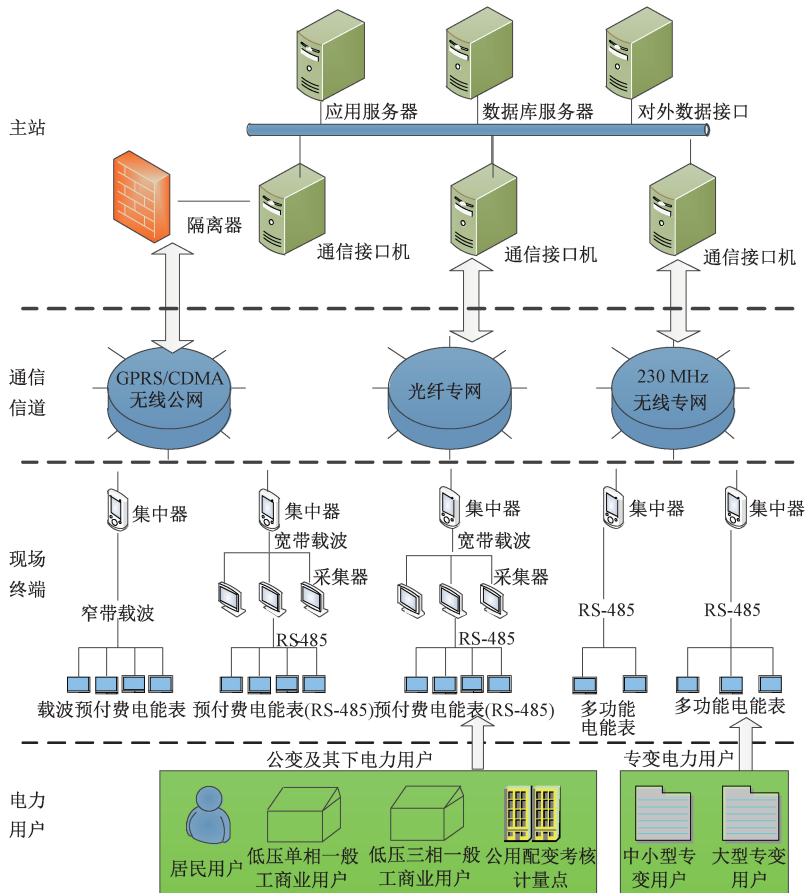 应用服务器
数据库服务器
对外数据接口
主站
隔离器
通信接口机
通信接口机
通信接口机
通信
信道
GPRS/CDMA
无线公网
光纤专网
230 MHz
无线专网
集中器
集中器
集中器
集中器
集中器
宽带载波
宽带载波
现场
终端
采集器
采集器
窄带载波
RS-485
RS-485
RS-485
RS-485
载波预付费电能表
预付费电能表(RS-485)
预付费电能表(RS-485)
多功能
电能表
多功能电能表
公变及其下电力用户
专变电力用户
电力
用户
居民用户
低压单相一般
工商业用户
低压三相一般
工商业用户
公用配变考核
计量点
中小型专
变用户
大型专变
用户